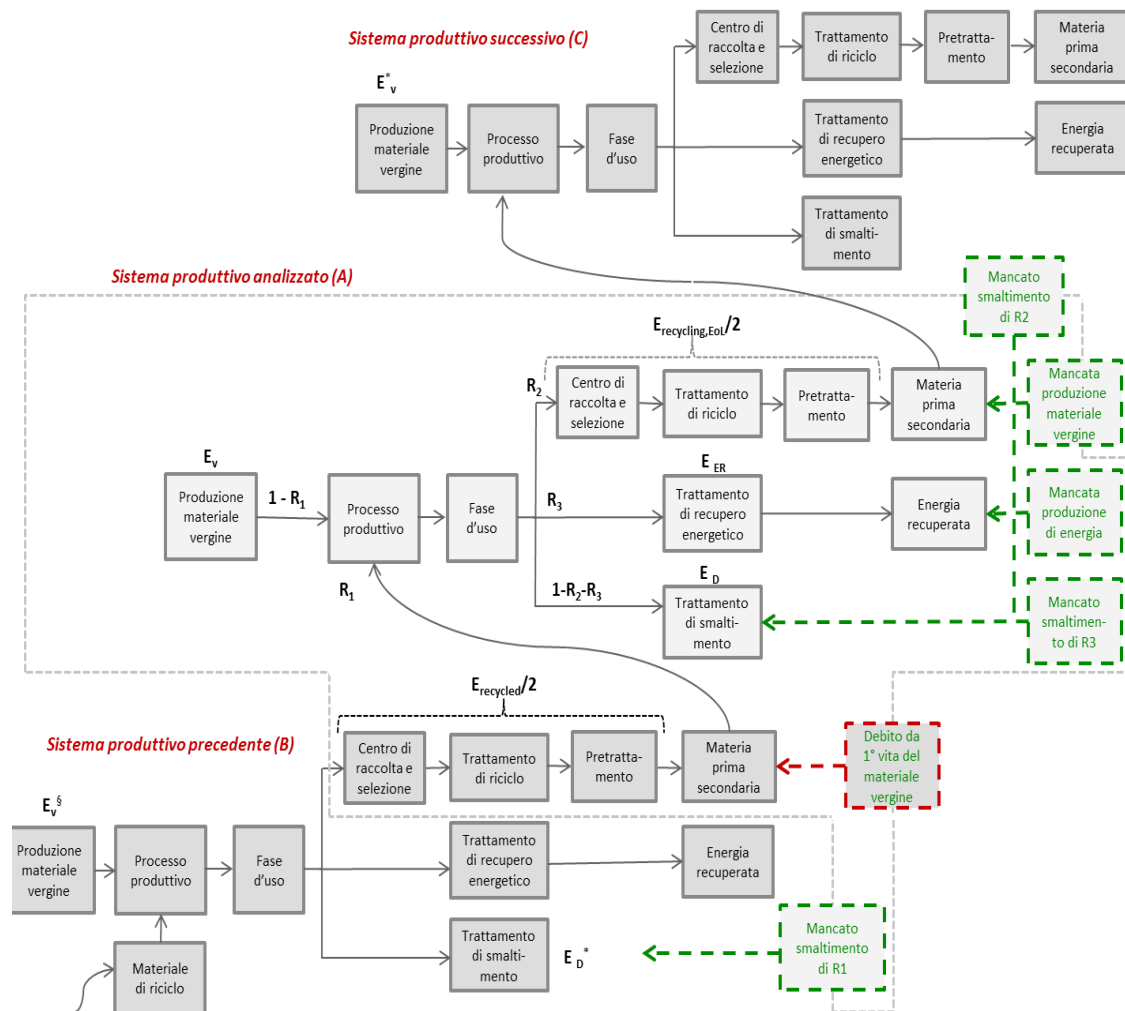 Sistema produttivo successivo (C)
Centro di
raccolta e
selezione
Trattamento
di riciclo
Pretratta-
mento
Materia
prima
secondaria
E*v
Produzione
materiale
vergine
Processo
produttivo
Fase
d'uso
Trattamento
di recupero
energetico
Energia
recuperata
Trattamento
di smalti-
mento
Sistema produttivo analizzato (A)
Mancato
smaltimento
di R2
Erecycling,EoL/2
R2
Centro di
raccolta e
selezione
Trattamento
di riciclo
Pretratta-
mento
Materia
prima
secondaria
Mancata
produzione
materiale
vergine
Ev
Produzione
materiale
vergine
1 - R1
Processo
produttivo
Fase
d'uso
R3
E ER
Trattamento
di recupero
energetico
Energia
recuperata
Mancata
produzione
di energia
R1
1-R2-R3
E D
Trattamento
di smalti-
mento
Mancato
smaltimen-
to di R3
Erecycled/2
Sistema produttivo precedente (B)
Centro di
raccolta e
selezione
Trattamento
di riciclo
Pretratta-
mento
Materia
prima
secondaria
Debito da
1° vita del
materiale
vergine
Ev§
Produzione
materiale
vergine
Processo
produttivo
Fase
d'uso
Trattamento
di recupero
energetico
Energia
recuperata
Trattamento
di smalti-
mento
E D*
Mancato
smaltimento
di R1
Materiale
di riciclo